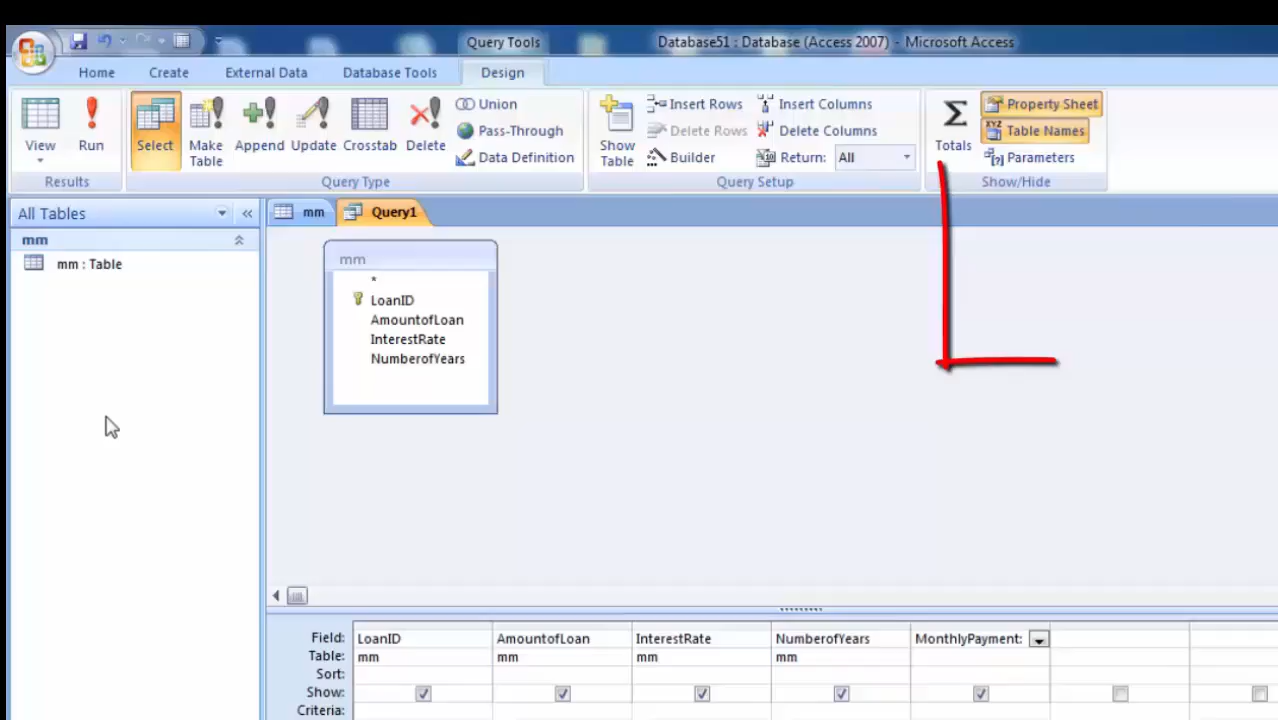 Query Tools
Database51 : Database (Access 2007) - Microsoft Access
Home Create External Data Database Tools Design
View
Run
Select
Make
Table
Append
Update
Crosstab
Delete
Union
Pass-Through
Data Definition
Show
Table
Insert Rows
Delete Rows
Builder
Insert Columns
Delete Columns
Return: All
Totals
Property Sheet
XYZ
Table Names
[?] Parameters
Results
Query Type
Query Setup
Show/Hide
All Tables «
mm Query1
mm
mm : Table
mm
*
LoanID
AmountofLoan
InterestRate
NumberofYears
Field: LoanID AmountofLoan InterestRate NumberofYears MonthlyPayment:
Table: mm mm mm mm
Sort:
Show:
Criteria: